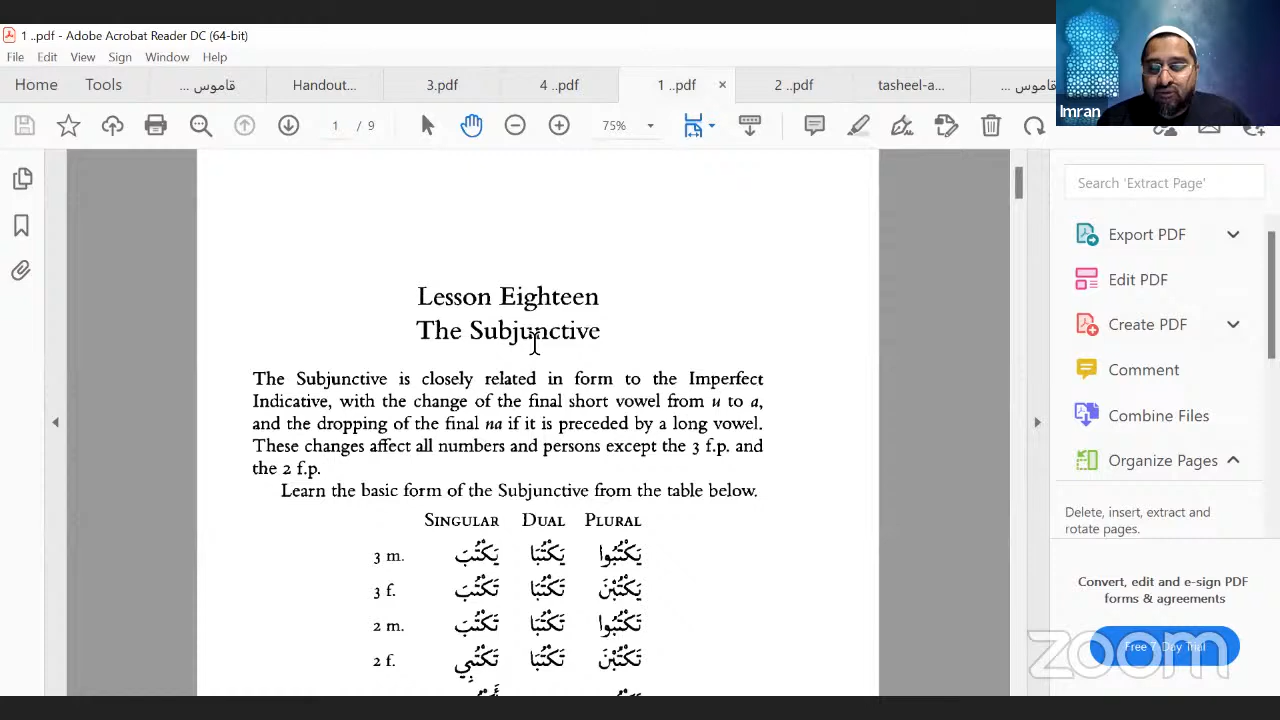 1 ..pdf - Adobe Acrobat Reader DC (64-bit)
File Edit View Sign Window Help
Home Tools قاموس ... Handout... 3.pdf 4 ..pdf 1 ..pdf × 2 ..pdf tasheel-a... قاموس ...
1 / 9 75%
Imran
Search 'Extract Page'
Export PDF
Edit PDF
Create PDF
Comment
Combine Files
Organize Pages
Delete, insert, extract and
rotate pages.
Convert, edit and e-sign PDF
forms & agreements
Free 7-Day Trial
zoom
Lesson Eighteen
The Subjunctive
The Subjunctive is closely related in form to the Imperfect
Indicative, with the change of the final short vowel from u to a,
and the dropping of the final na if it is preceded by a long vowel.
These changes affect all numbers and persons except the 3 f.p. and
the 2 f.p.
Learn the basic form of the Subjunctive from the table below.
SINGULAR DUAL PLURAL
3 m. يَكْتُبَ يَكْتُبَا يَكْتُبُوا
3 f. تَكْتُبَ تَكْتُبَا يَكْتُبْنَ
2 m. تَكْتُبَ تَكْتُبَا تَكْتُبُوا
2 f. تَكْتُبِي تَكْتُبَا تَكْتُبْنَ